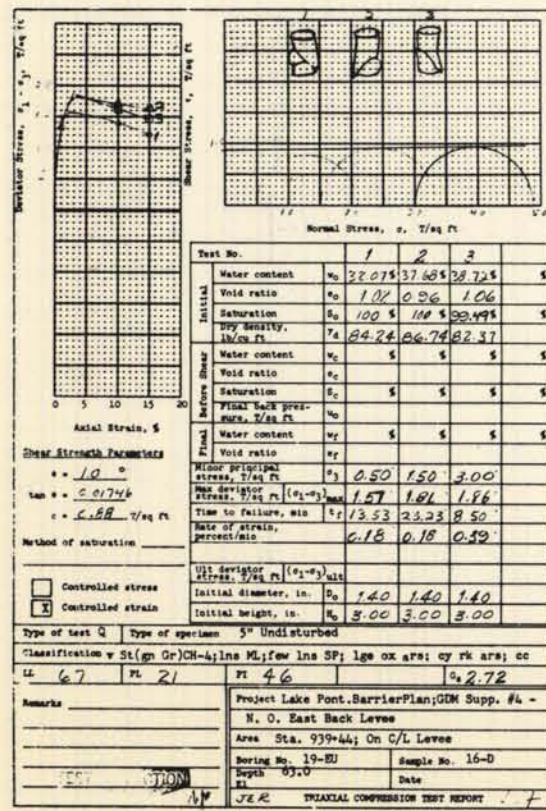 1 2 3
Deviator Stress, σ1 - σ3, T/sq ft
Shear Stress, τ, T/sq ft
0 5 10 15 20
Axial Strain, %
Normal Stress, σ, T/sq ft
Shear Strength Parameters
φ = 1.0 °
tan φ = 0.01746
c = 0.88 T/sq ft
Method of saturation
Controlled stress
X Controlled strain
Test No. 1 2 3
Initial
Water content w₀ 37.07% 37.68% 38.72% %
Void ratio e₀ 1.02 0.96 1.06
Saturation S₀ 100 % 100 % 99.49% %
Dry density, lb/cu ft γd 84.24 86.74 82.37
Before Shear
Water content wc % % % %
Void ratio ec
Saturation Sc % % % %
Final back pressure, T/sq ft u₀
Final
Water content wf % % % %
Void ratio ef
Minor principal stress, T/sq ft σ3 0.50 1.50 3.00
Max deviator stress, T/sq ft (σ1-σ3)max 1.57 1.86
Time to failure, min tf 13.53 23.23 8.50
Rate of strain, percent/min 0.18 0.18 0.39
Ult deviator stress, T/sq ft (σ1-σ3)ult
Initial diameter, in. D₀ 1.40 1.40 1.40
Initial height, in. H₀ 3.00 3.00 3.00
Type of test Q Type of specimen 5" Undisturbed
Classification v St(gn Gr)CH-4;lns ML;few lns SP; lge ox ars; cy rk ars; cc
LL 67 PL 21 PI 46 Gs 2.72
Remarks
Project Lake Pont.BarrierPlan;GDM Supp. #4 -
N. O. East Back Levee
Area Sta. 939+44; On C/L Levee
Boring No. 19-EU Sample No. 16-D
Depth 63.0 Date
El
JER TRIAXIAL COMPRESSION TEST REPORT